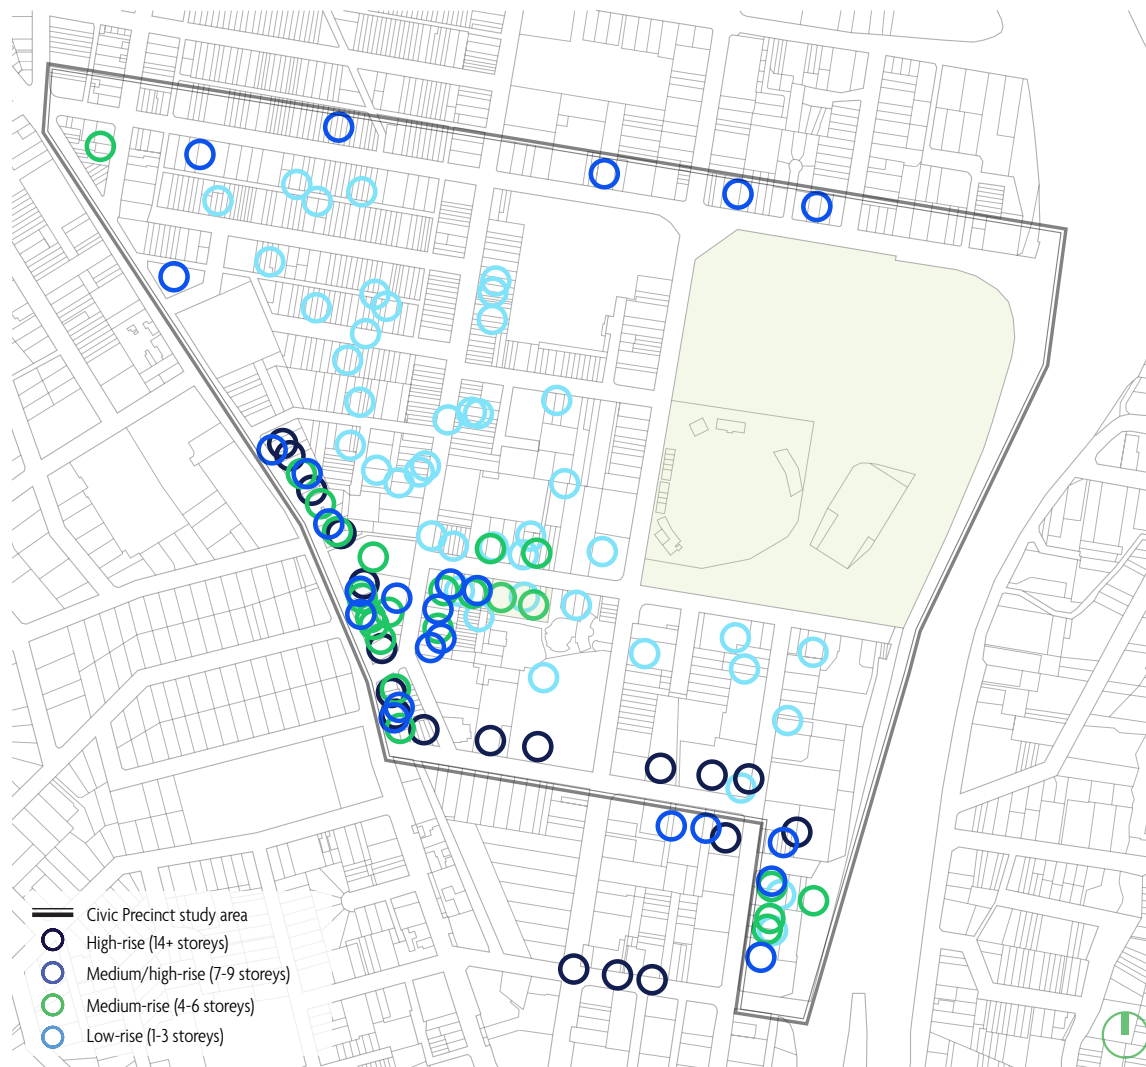 Civic Precinct study area
High-rise (14+ storeys)
Medium/high-rise (7-9 storeys)
Medium-rise (4-6 storeys)
Low-rise (1-3 storeys)